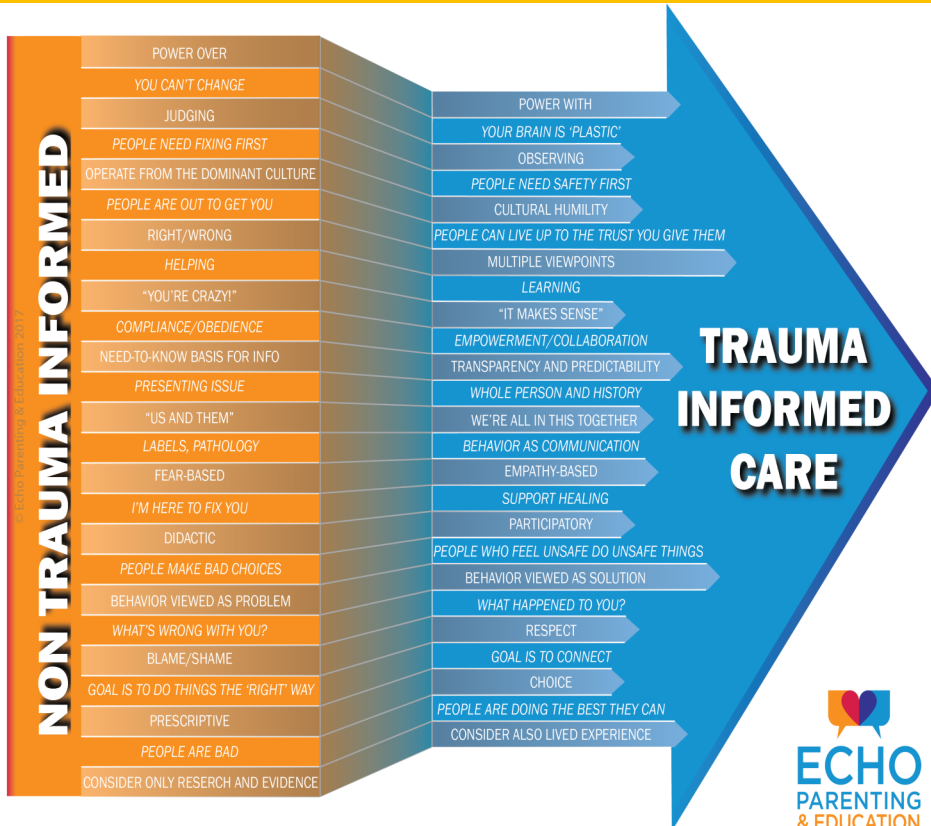 NON TRAUMA INFORMED
© Echo Parenting & Education 2017
POWER OVER
YOU CAN'T CHANGE
JUDGING
PEOPLE NEED FIXING FIRST
OPERATE FROM THE DOMINANT CULTURE
PEOPLE ARE OUT TO GET YOU
RIGHT/WRONG
HELPING
"YOU'RE CRAZY!"
COMPLIANCE/OBEDIENCE
NEED-TO-KNOW BASIS FOR INFO
PRESENTING ISSUE
"US AND THEM"
LABELS, PATHOLOGY
FEAR-BASED
I'M HERE TO FIX YOU
DIDACTIC
PEOPLE MAKE BAD CHOICES
BEHAVIOR VIEWED AS PROBLEM
WHAT'S WRONG WITH YOU?
BLAME/SHAME
GOAL IS TO DO THINGS THE 'RIGHT' WAY
PRESCRIPTIVE
PEOPLE ARE BAD
CONSIDER ONLY RESERCH AND EVIDENCE
POWER WITH
YOUR BRAIN IS 'PLASTIC'
OBSERVING
PEOPLE NEED SAFETY FIRST
CULTURAL HUMILITY
PEOPLE CAN LIVE UP TO THE TRUST YOU GIVE THEM
MULTIPLE VIEWPOINTS
LEARNING
"IT MAKES SENSE"
EMPOWERMENT/COLLABORATION
TRANSPARENCY AND PREDICTABILITY
WHOLE PERSON AND HISTORY
WE'RE ALL IN THIS TOGETHER
BEHAVIOR AS COMMUNICATION
EMPATHY-BASED
SUPPORT HEALING
PARTICIPATORY
PEOPLE WHO FEEL UNSAFE DO UNSAFE THINGS
BEHAVIOR VIEWED AS SOLUTION
WHAT HAPPENED TO YOU?
RESPECT
GOAL IS TO CONNECT
CHOICE
PEOPLE ARE DOING THE BEST THEY CAN
CONSIDER ALSO LIVED EXPERIENCE
TRAUMA
INFORMED
CARE
ECHO
PARENTING
& EDUCATION